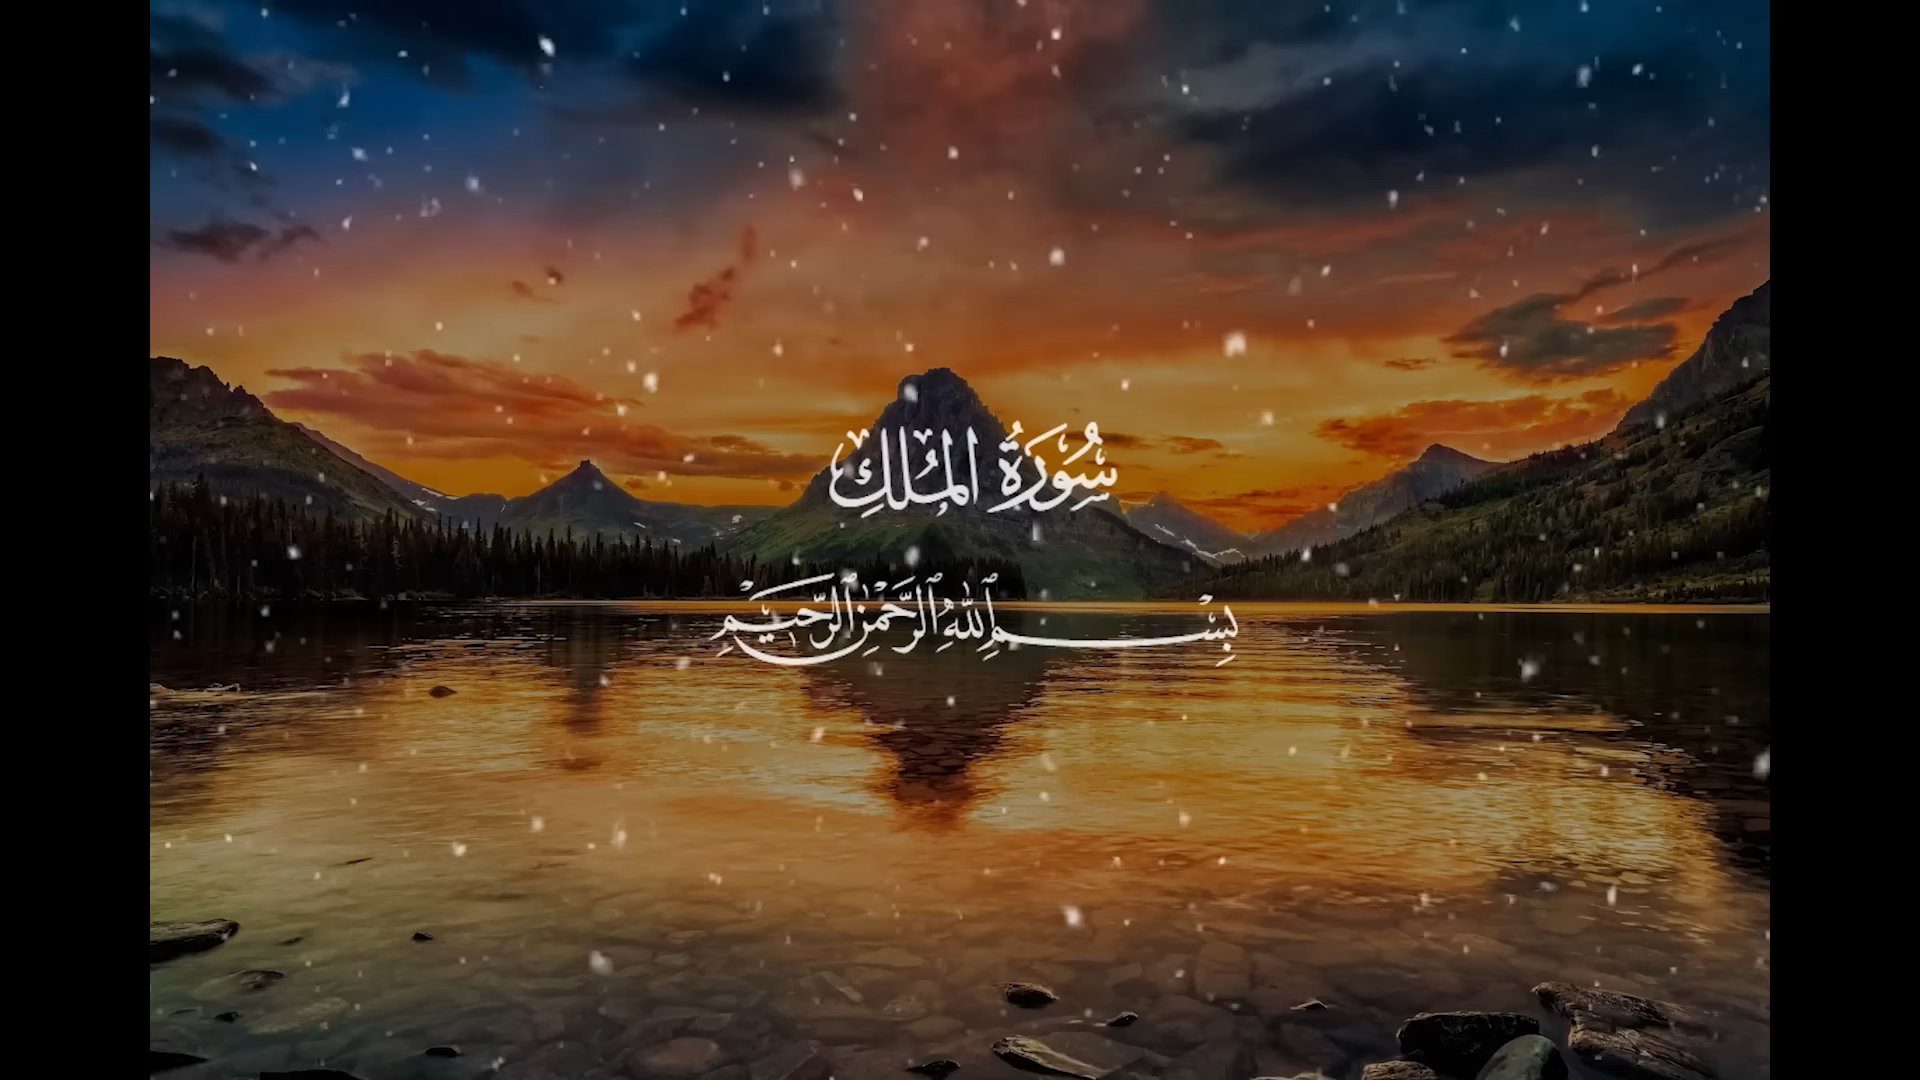 سُورَةُ المُلكِ
بِسْمِ ٱللَّهِ ٱلرَّحْمَٰنِ ٱلرَّحِيمِ